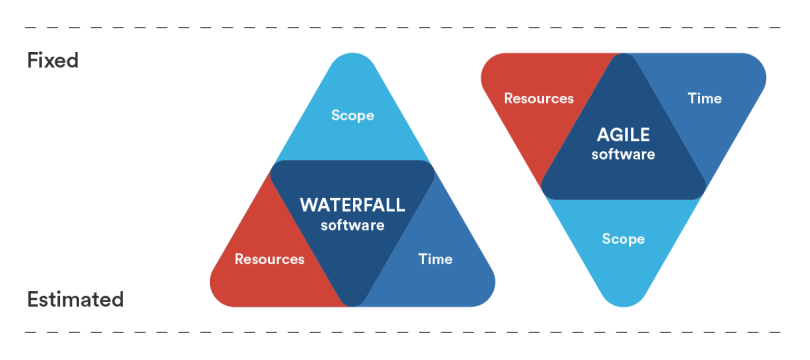 Fixed
Scope
WATERFALL
software
Resources
Time
Resources
Time
AGILE
software
Scope
Estimated